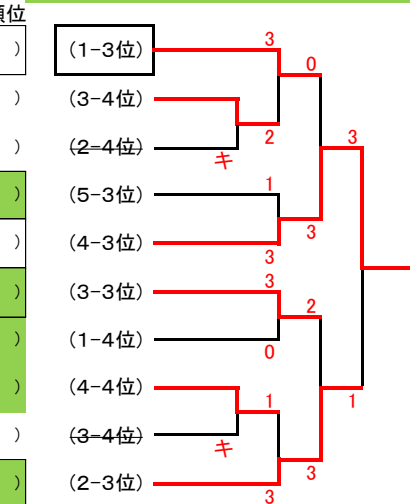 順位
) (1-3位) 3
0
) (3-4位)
3
) (2-4位) キ 2
) (5-3位) 1
) (4-3位) 3 3
) (3-3位) 3
2
) (1-4位) 0
) (4-4位) 1 1
) (3-4位) キ
3
) (2-3位) 3